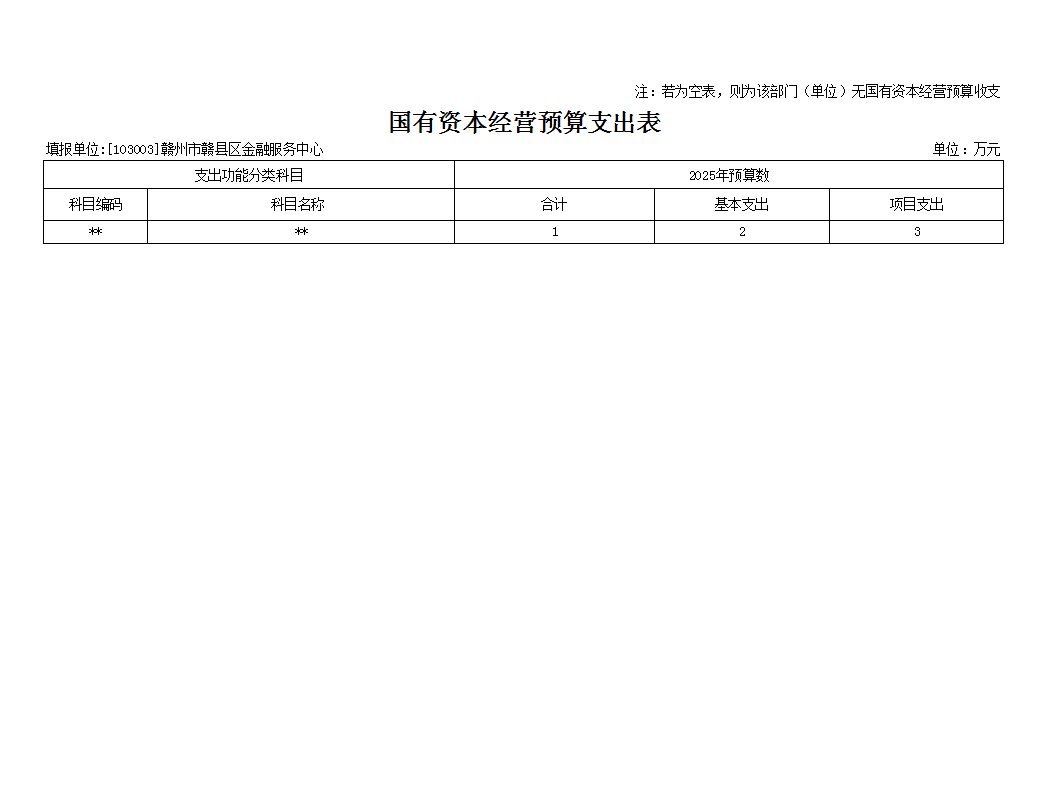 注：若为空表，则为该部门（单位）无国有资本经营预算收支
国有资本经营预算支出表
填报单位:[103003]赣州市赣县区金融服务中心 单位：万元
支出功能分类科目 2025年预算数
科目编码 科目名称 合计 基本支出 项目支出
** ** 1 2 3